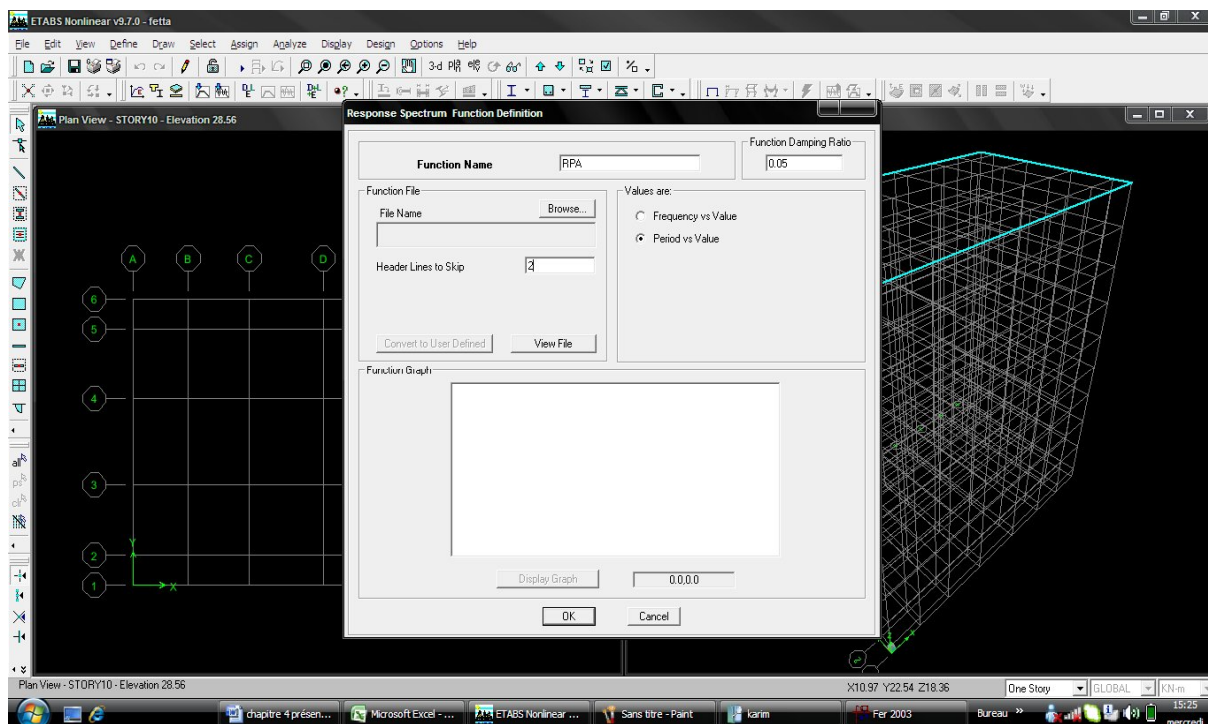 ETABS Nonlinear v9.7.0 - fetta
File Edit View Define Draw Select Assign Analyze Display Design Options Help
3-d
Plan View - STORY10 - Elevation 28.56
Response Spectrum Function Definition
Function Name RPA
Function Damping Ratio
0.05
Function File
File Name Browse...
Header Lines to Skip 2
Convert to User Defined View File
Values are:
Frequency vs Value
Period vs Value
Function Graph
Display Graph 0.0,0.0
OK Cancel
A B C D
6
5
4
3
2
1
Y
X
all
ps
clr
Plan View - STORY10 - Elevation 28.56 X10.97 Y22.54 Z18.36 One Story GLOBAL KN-m
chapitre 4 présen... Microsoft Excel - ... ETABS Nonlinear ... Sans titre - Paint karim Fer 2003 Bureau » 15:25
mercredi